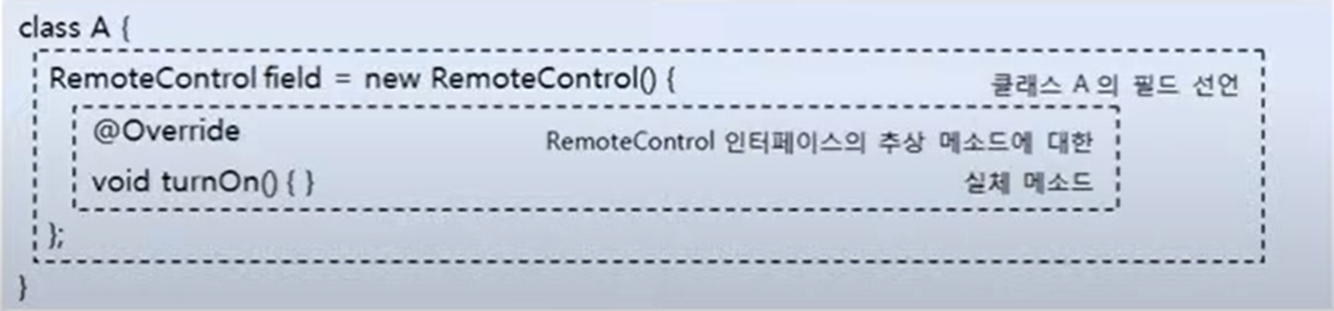 class A {
RemoteControl field = new RemoteControl() {
클래스 A 의 필드 선언
@Override
RemoteControl 인터페이스의 추상 메소드에 대한
void turnOn() { }
실체 메소드
};
}